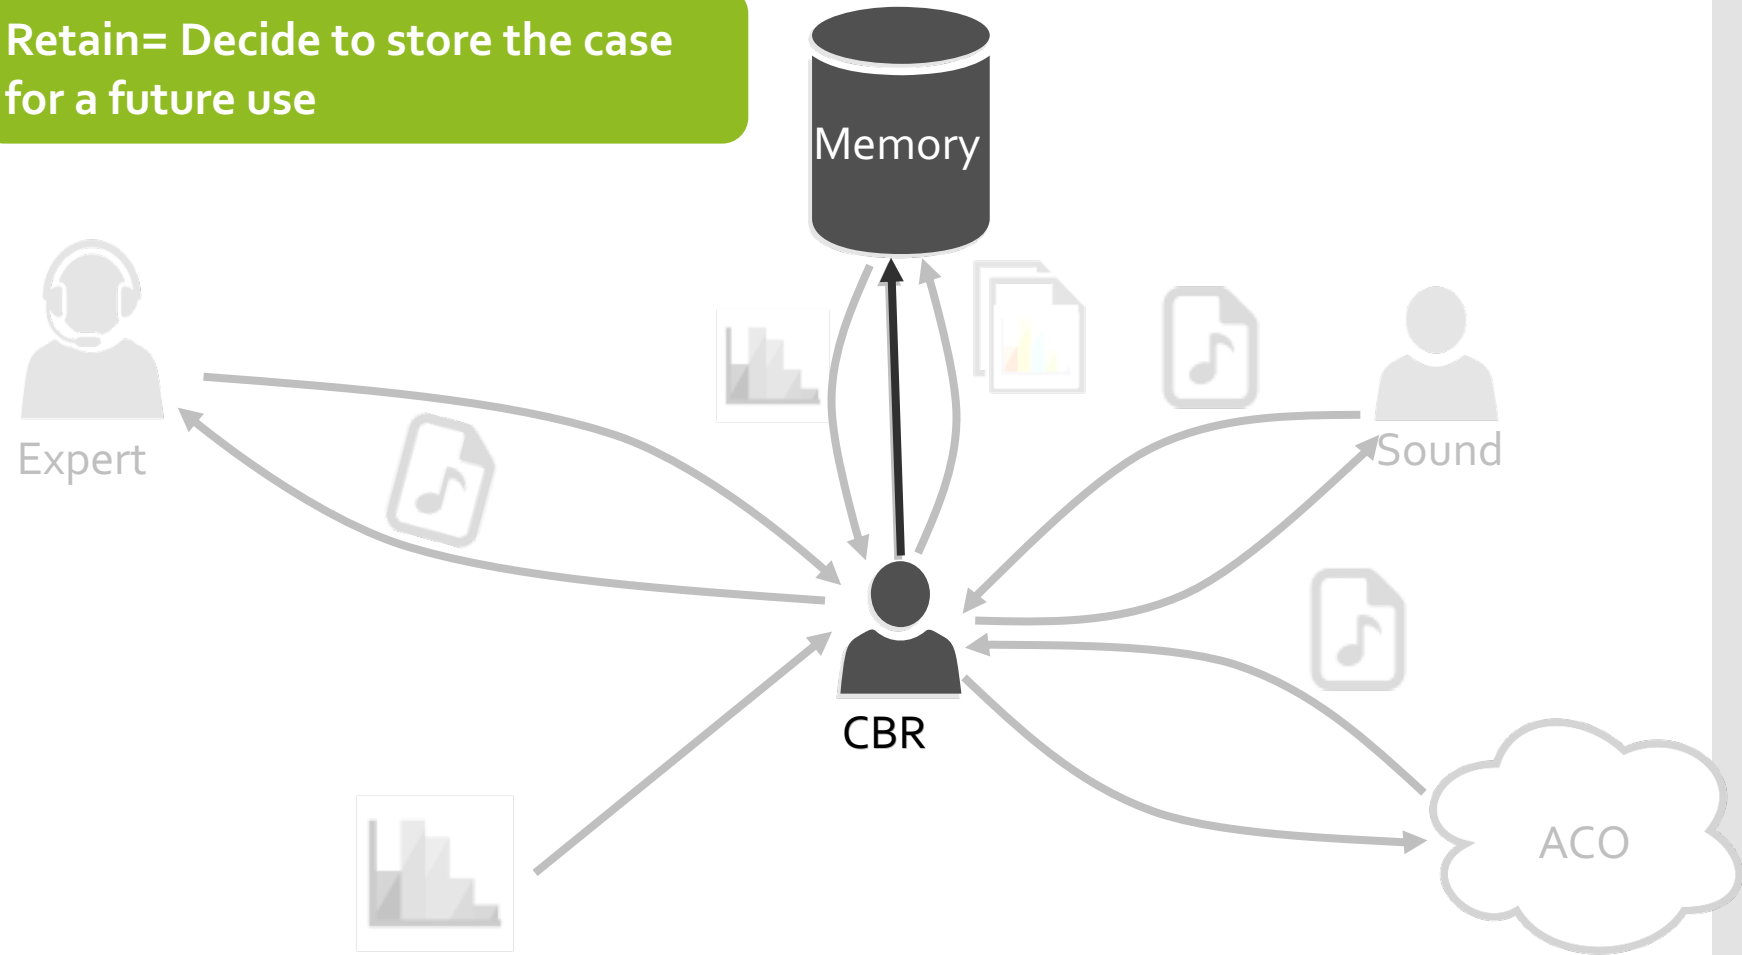 Retain= Decide to store the case
for a future use
Memory
Expert
Sound
CBR
ACO